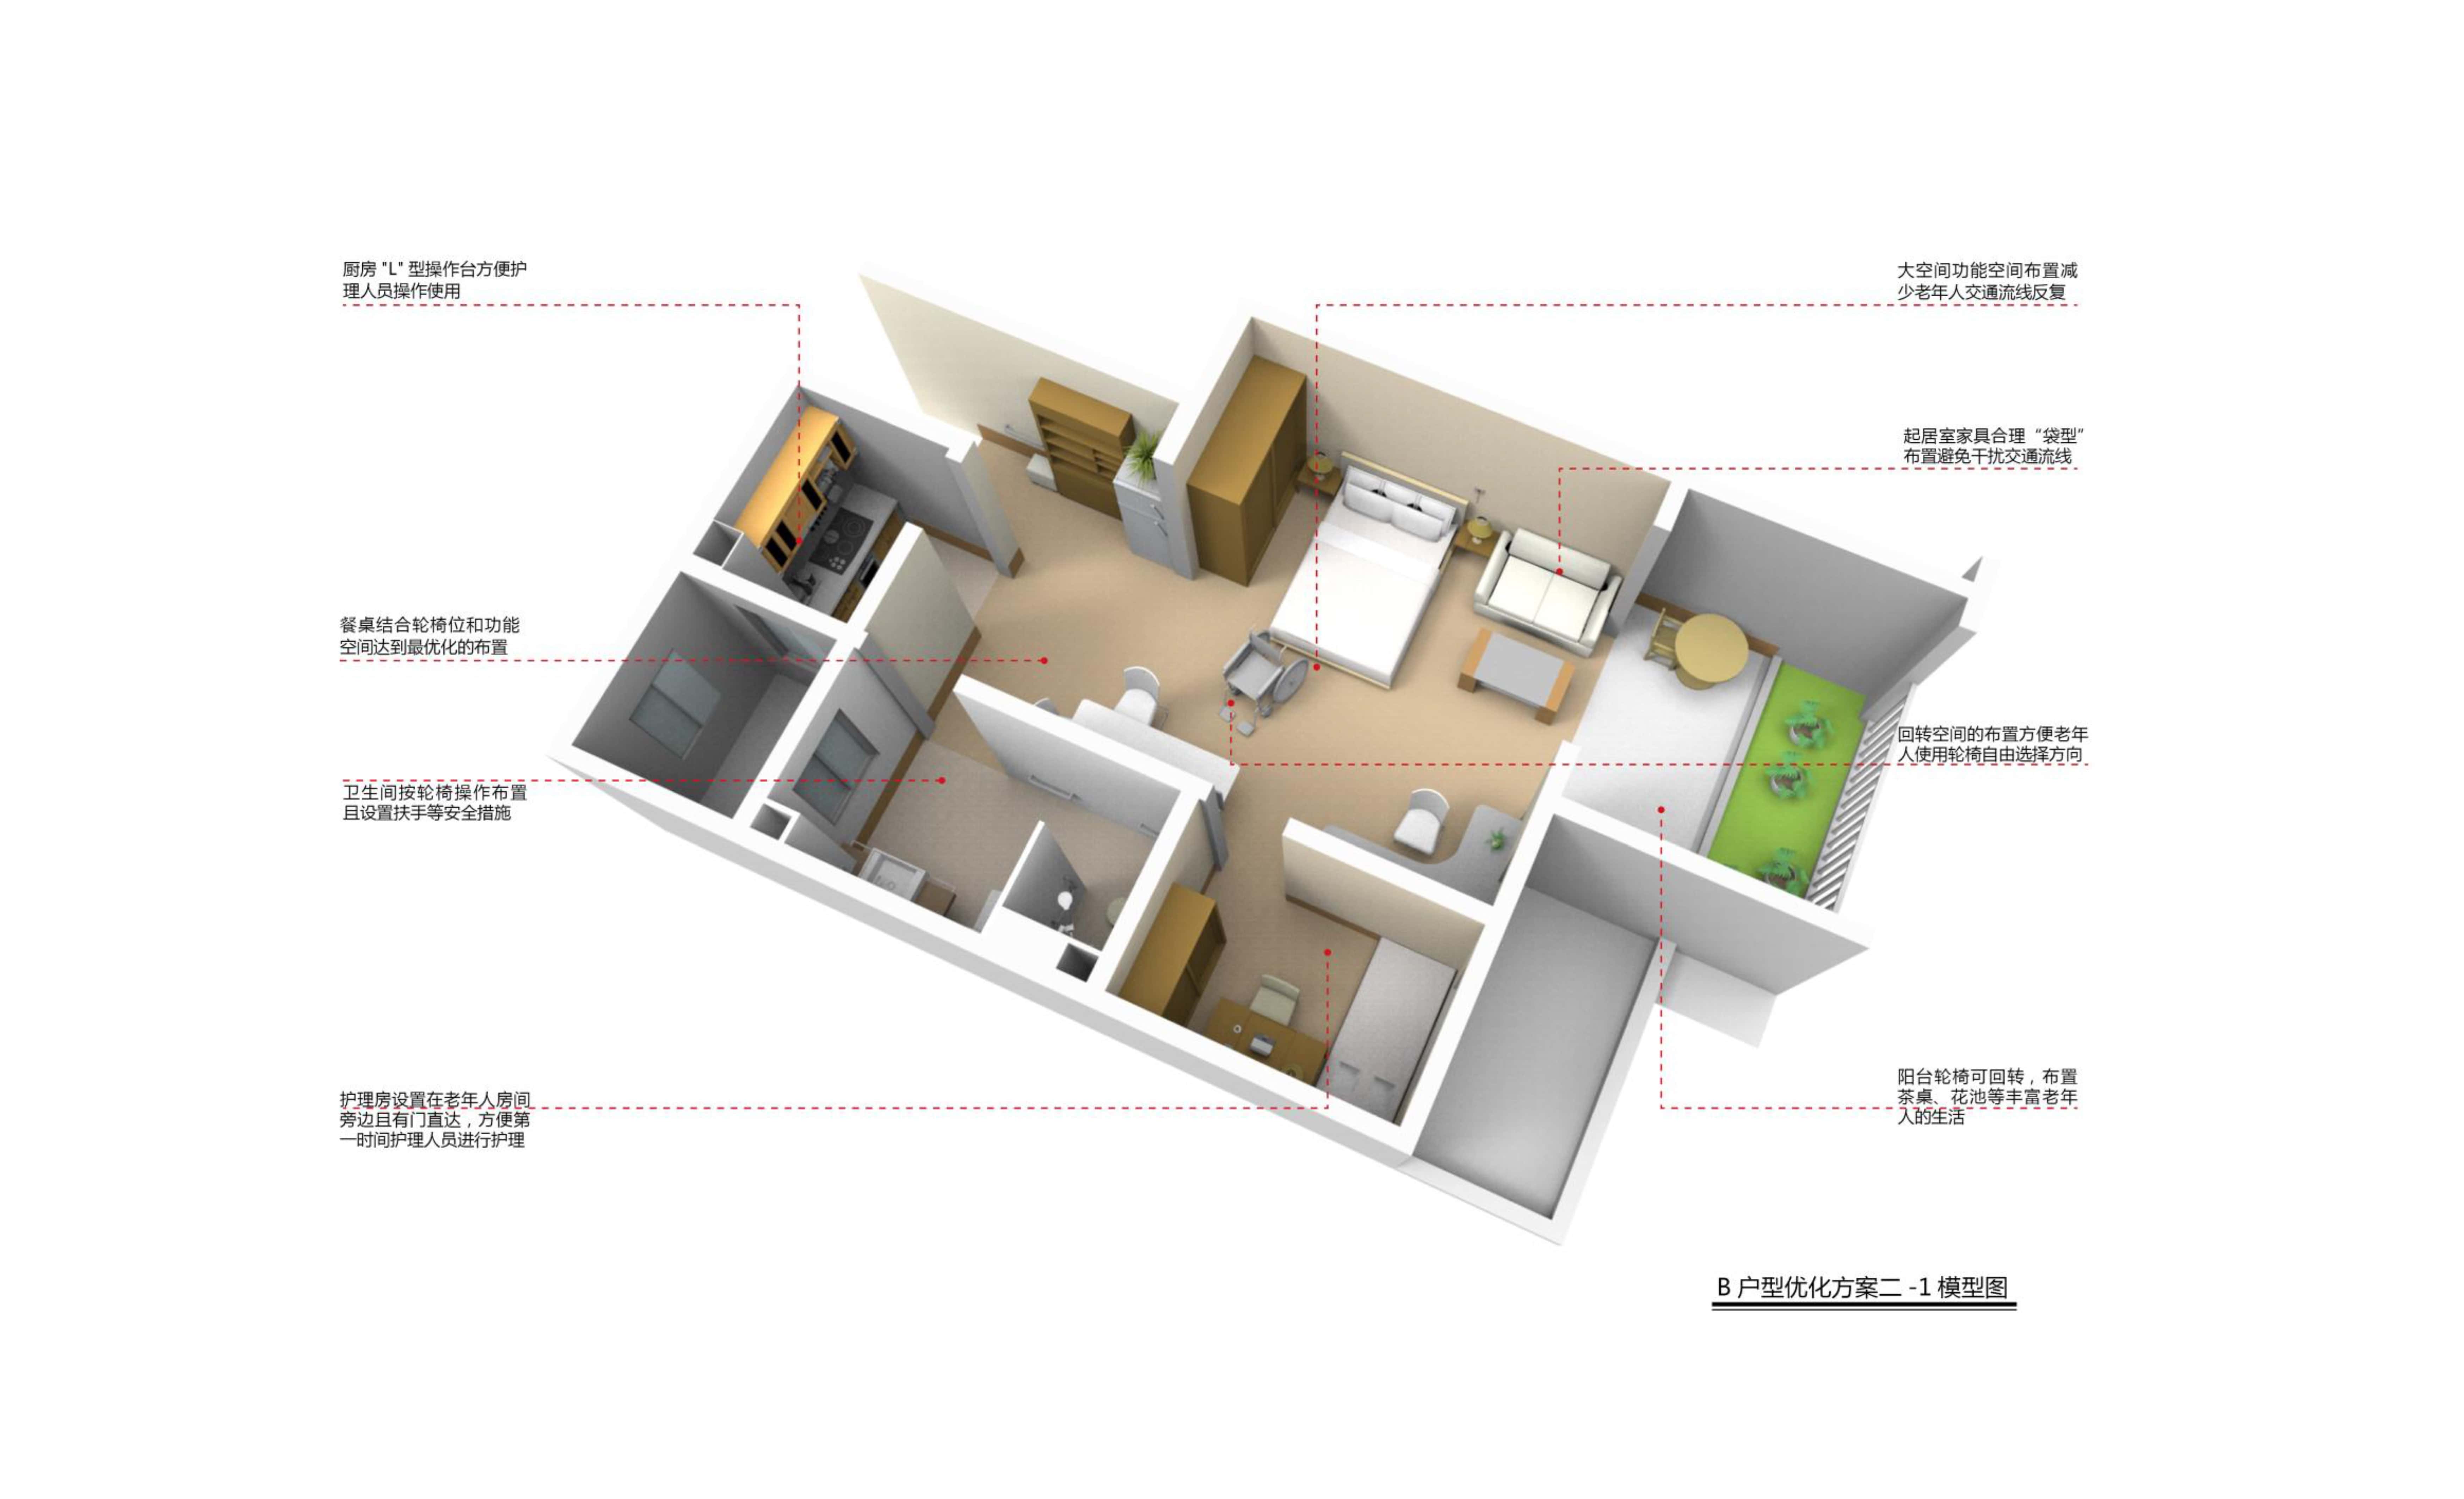 厨房 "L" 型操作台方便护
理人员操作使用
大空间功能空间布置减
少老年人交通流线反复
起居室家具合理“袋型”
布置避免干扰交通流线
餐桌结合轮椅位和功能
空间达到最优化的布置
回转空间的布置方便老年
人使用轮椅自由选择方向
卫生间按轮椅操作布置
且设置扶手等安全措施
护理房设置在老年人房间
旁边且有门直达，方便第
一时间护理人员进行护理
阳台轮椅可回转，布置
茶桌、花池等丰富老年
人的生活
B 户型优化方案二 -1 模型图